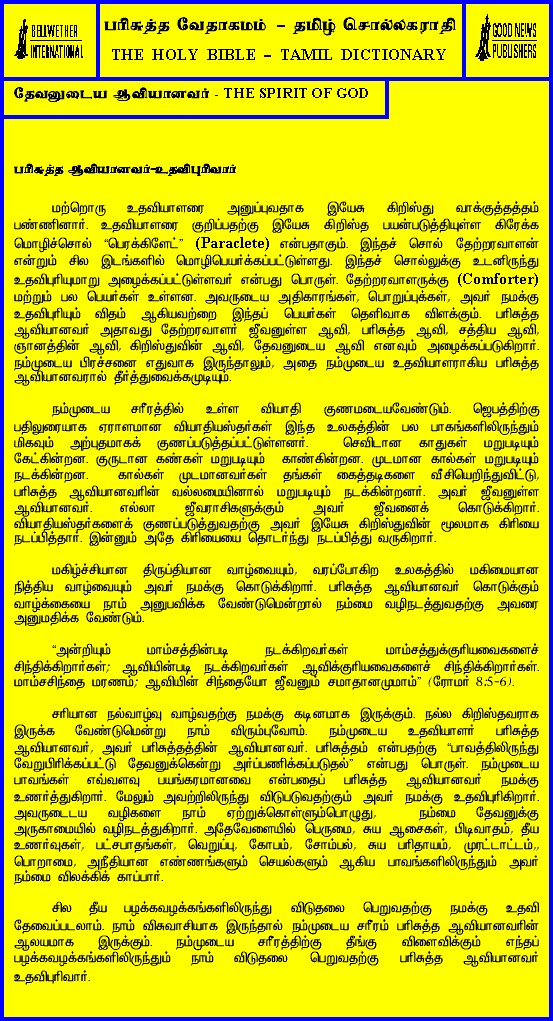 BELLWETHER
INTERNATIONAL
பரிசுத்த வேதாகமம் – தமிழ் சொல்லகராதி
THE HOLY BIBLE – TAMIL DICTIONARY
GOOD NEWS
PUBLISHERS
தேவனுடைய ஆவியானவர் - THE SPIRIT OF GOD
பரிசுத்த ஆவியானவர்-உதவிபுரிவார்
மற்றொரு உதவியாளரை அனுப்புவதாக இயேசு கிறிஸ்து வாக்குத்தத்தம்
பண்ணினார். உதவியாளரை குறிப்பதற்கு இயேசு கிறிஸ்த பயன்படுத்தியுள்ள கிரேக்க
மொழிச்சொல் “பெரக்கிளேட்” (Paraclete) என்பதாகும். இந்தச் சொல் தேற்றரவாளன்
என்றும் சில இடங்களில் மொழிபெயர்க்கப்பட்டுள்ளது. இந்தச் சொல்லுக்கு உடனிருந்து
உதவிபுரியுமாறு அழைக்கப்பட்டுள்ளவர் என்பது பொருள். தேற்றரவாளருக்கு (Comforter)
மற்றும் பல பெயர்கள் உள்ளன. அவருடைய அதிகாரங்கள், பொறுப்புக்கள், அவர் நமக்கு
உதவிபுரியும் விதம் ஆகியவற்றை இந்தப் பெயர்கள் தெளிவாக விளக்கும். பரிசுத்த
ஆவியானவர் அதாவது தேற்றரவாளர் ஜீவனுள்ள ஆவி, பரிசுத்த ஆவி, சத்திய ஆவி,
ஞானத்தின் ஆவி, கிறிஸ்துவின் ஆவி, தேவனுடைய ஆவி எனவும் அழைக்கப்படுகிறார்.
நம்முடைய பிரச்சனை எதுவாக இருந்தாலும், அதை நம்முடைய உதவியாளராகிய பரிசுத்த
ஆவியானவரால் தீர்த்துவைக்கமுடியும்.
நம்முடைய சரீரத்தில் உள்ள வியாதி குணமடையவேண்டும். ஜெபத்திற்கு
பதிலுரையாக ஏராளமான வியாதியஸ்தர்கள் இந்த உலகத்தின் பல பாகங்களிலிருந்தும்
மிகவும் அற்புதமாகக் குணப்படுத்தப்பட்டுள்ளனர். செவிடான காதுகள் மறுபடியும்
கேட்கின்றன. குருடான கண்கள் மறுபடியும் காண்கின்றன. முடமான கால்கள் மறுபடியும்
நடக்கின்றன. கால்கள் முடமானவர்கள் தங்கள் கைத்தடிகளை வீசியெறிந்துவிட்டு,
பரிசுத்த ஆவியானவரின் வல்லமையினால் மறுபடியும் நடக்கின்றனர். அவர் ஜீவனுள்ள
ஆவியானவர். எல்லா ஜீவராசிகளுக்கும் அவர் ஜீவனைக் கொடுக்கிறார்.
வியாதியஸ்தர்களைக் குணப்படுத்துவதற்கு அவர் இயேசு கிறிஸ்துவின் மூலமாக கிரியை
நடப்பித்தார். இன்னும் அதே கிரியையை தொடர்ந்து நடப்பித்து வருகிறார்.
மகிழ்ச்சியான திருப்தியான வாழ்வையும், வரப்போகிற உலகத்தில் மகிமையான
நித்திய வாழ்வையும் அவர் நமக்கு கொடுக்கிறார். பரிசுத்த ஆவியானவர் கொடுக்கும்
வாழ்க்கையை நாம் அனுபவிக்க வேண்டுமென்றால் நம்மை வழிநடத்துவதற்கு அவரை
அனுமதிக்க வேண்டும்.
“அன்றியும் மாம்சத்தின்படி நடக்கிறவர்கள் மாம்சத்துக்குரியவைகளைச்
சிந்திக்கிறார்கள்; ஆவியின்படி நடக்கிறவர்கள் ஆவிக்குரியவைகளைச் சிந்திக்கிறார்கள்.
மாம்சசிந்தை மரணம்; ஆவியின் சிந்தையோ ஜீவனும் சமாதானமுமாம்” (ரோமர் 8:5-6).
சரியான நல்வாழ்வு வாழ்வதற்கு நமக்கு கடினமாக இருக்கும். நல்ல கிறிஸ்தவராக
இருக்க வேண்டுமென்று நாம் விரும்புவோம். நம்முடைய உதவியாளர் பரிசுத்த
ஆவியானவர், அவர் பரிசுத்தத்தின் ஆவியானவர். பரிசுத்தம் என்பதற்கு “பாவத்திலிருந்து
வேறுபிரிக்கப்பட்டு தேவனுக்கென்று அர்ப்பணிக்கப்படுதல்” என்பது பொருள். நம்முடைய
பாவங்கள் எவ்வளவு பயங்கரமானவை என்பதைப் பரிசுத்த ஆவியானவர் நமக்கு
உணர்த்துகிறார். மேலும் அவற்றிலிருந்து விடுபடுவதற்கும் அவர் நமக்கு உதவிபுரிகிறார்.
அவருடைடய வழிகளை நாம் ஏற்றுக்கொள்ளும்பொழுது, நம்மை தேவனுக்கு
அருகாமையில் வழிநடத்துகிறார். அதேவேளையில் பெருமை, சுய ஆசைகள், பிடிவாதம், தீய
உணர்வுகள், பட்சபாதங்கள், வெறுப்பு, கோபம், சோம்பல், சுய பரிதாயம், முரட்டாட்டம்,,
பொறாமை, அநீதியான எண்ணங்களும் செயல்களும் ஆகிய பாவங்களிலிருந்தும் அவர்
நம்மை விலக்கிக் காப்பார்.
சில தீய பழக்கவழக்கங்களிலிருந்து விடுதலை பெறுவதற்கு நமக்கு உதவி
தேவைப்படலாம். நாம் விசுவாசியாக இருந்தால் நம்முடைய சரீரம் பரிசுத்த ஆவியானவரின்
ஆலயமாக இருக்கும். நம்முடைய சரீரத்திற்கு தீங்கு விளைவிக்கும் எந்தப்
பழக்கவழக்கங்களிலிருந்தும் நாம் விடுதலை பெறுவதற்கு பரிசுத்த ஆவியானவர்
உதவிபுரிவார்.